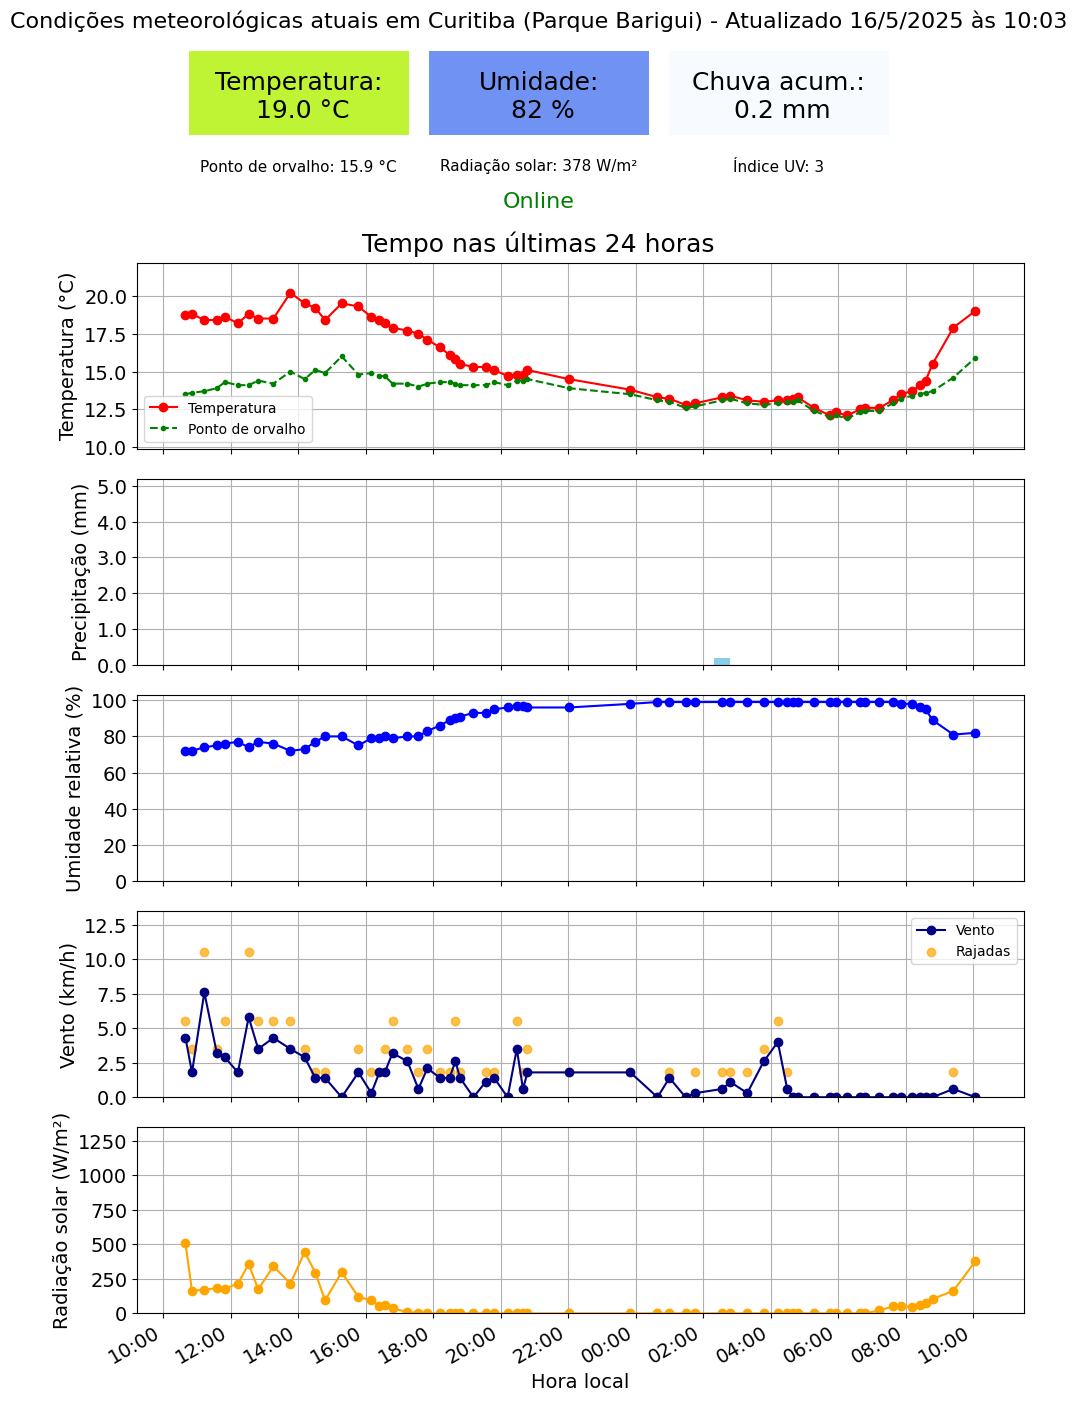 Condições meteorológicas atuais em Curitiba (Parque Barigui) - Atualizado 16/5/2025 às 10:03
Temperatura:
19.0 °C
Umidade:
82 %
Chuva acum.:
0.2 mm
Ponto de orvalho: 15.9 °C
Radiação solar: 378 W/m²
Índice UV: 3
Online
Tempo nas últimas 24 horas
Temperatura (°C)
20.0
17.5
15.0
12.5
10.0
Temperatura
Ponto de orvalho
Precipitação (mm)
5.0
4.0
3.0
2.0
1.0
0.0
Umidade relativa (%)
100
80
60
40
20
0
Vento (km/h)
12.5
10.0
7.5
5.0
2.5
0.0
Vento
Rajadas
Radiação solar (W/m²)
1250
1000
750
500
250
0
10:00
12:00
14:00
16:00
18:00
20:00
22:00
00:00
02:00
04:00
06:00
08:00
10:00
Hora local